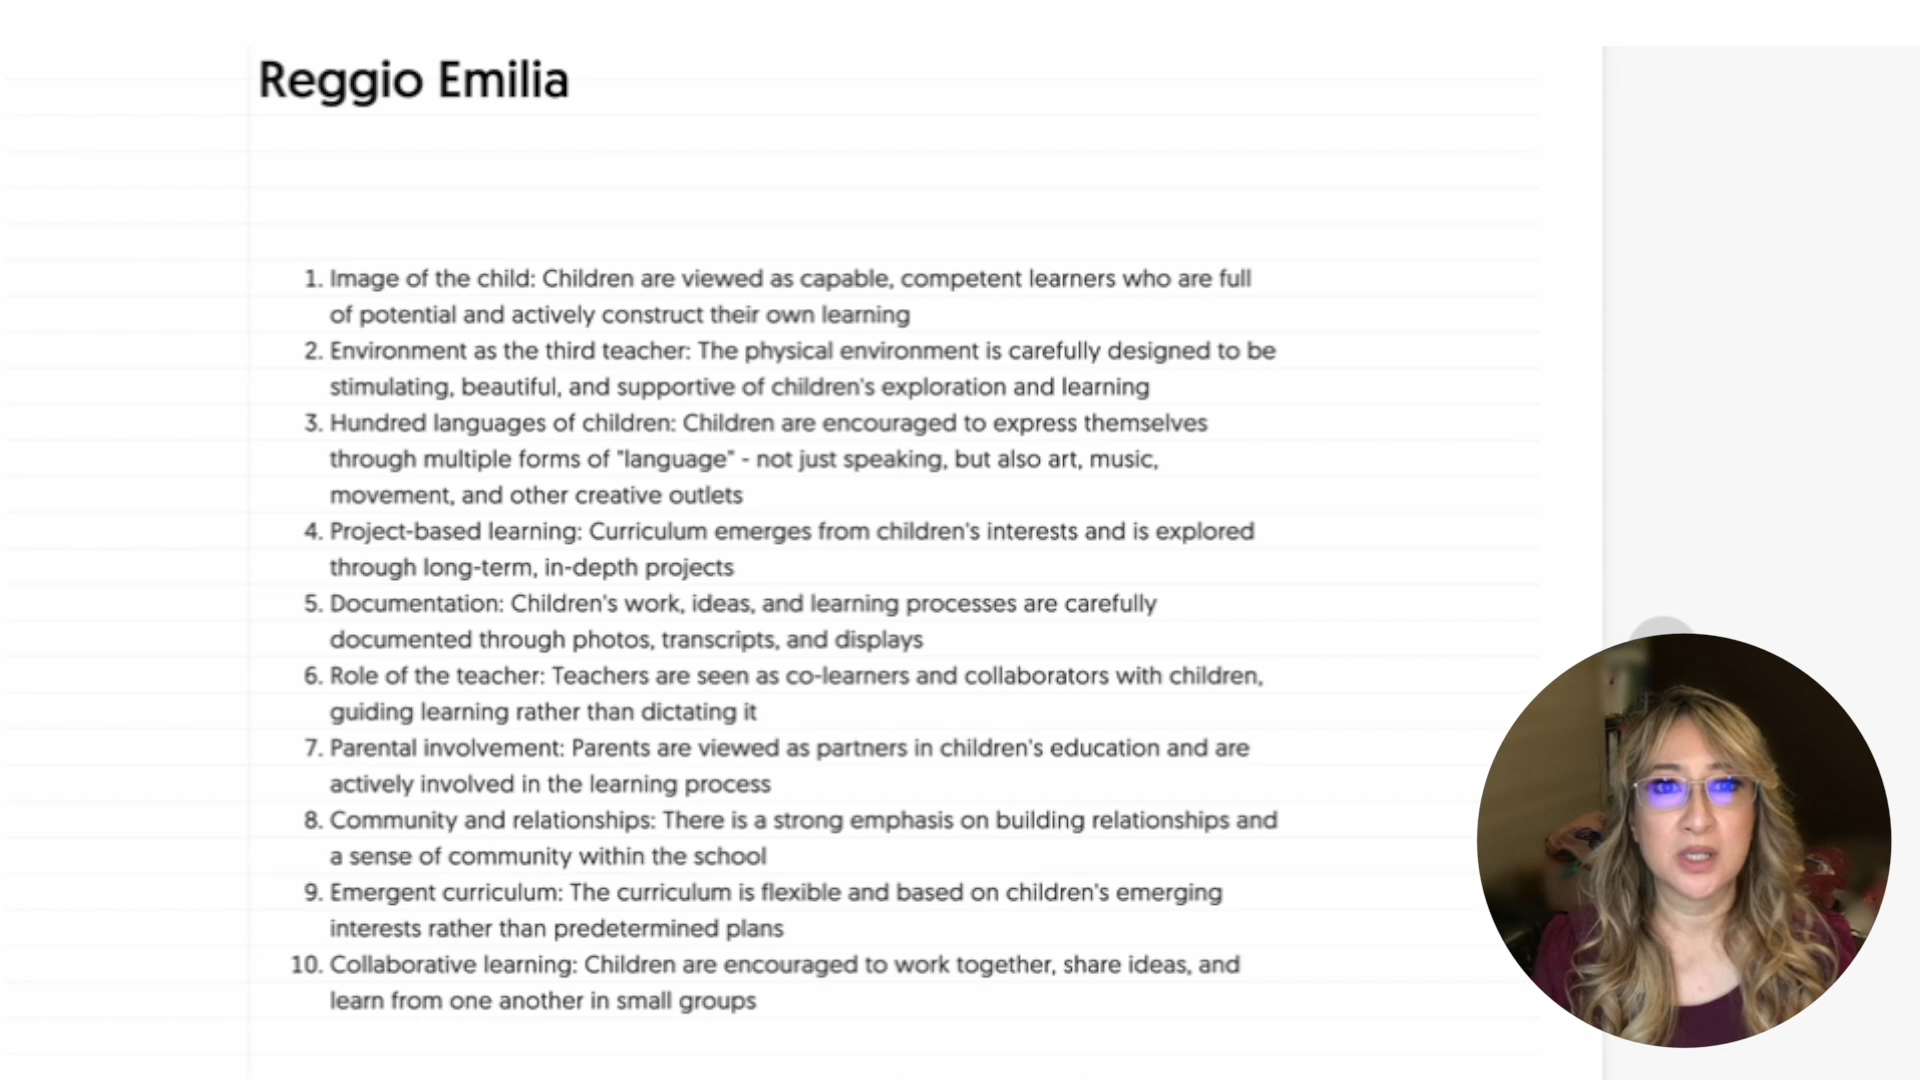 Reggio Emilia
1. Image of the child: Children are viewed as capable, competent learners who are full
of potential and actively construct their own learning
2. Environment as the third teacher: The physical environment is carefully designed to be
stimulating, beautiful, and supportive of children's exploration and learning
3. Hundred languages of children: Children are encouraged to express themselves
through multiple forms of "language" - not just speaking, but also art, music,
movement, and other creative outlets
4. Project-based learning: Curriculum emerges from children's interests and is explored
through long-term, in-depth projects
5. Documentation: Children's work, ideas, and learning processes are carefully
documented through photos, transcripts, and displays
6. Role of the teacher: Teachers are seen as co-learners and collaborators with children,
guiding learning rather than dictating it
7. Parental involvement: Parents are viewed as partners in children's education and are
actively involved in the learning process
8. Community and relationships: There is a strong emphasis on building relationships and
a sense of community within the school
9. Emergent curriculum: The curriculum is flexible and based on children's emerging
interests rather than predetermined plans
10. Collaborative learning: Children are encouraged to work together, share ideas, and
learn from one another in small groups